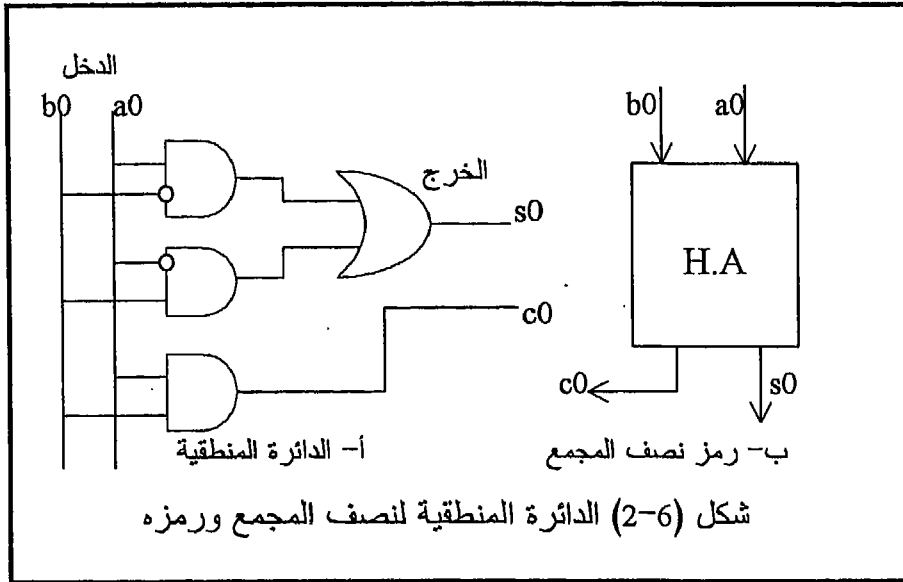 الدخل
b0 a0
الخرج
s0
c0
أ- الدائرة المنطقية
b0 a0
H.A
c0 s0
ب- رمز نصف المجمع
شكل (6-2) الدائرة المنطقية لنصف المجمع ورمزه